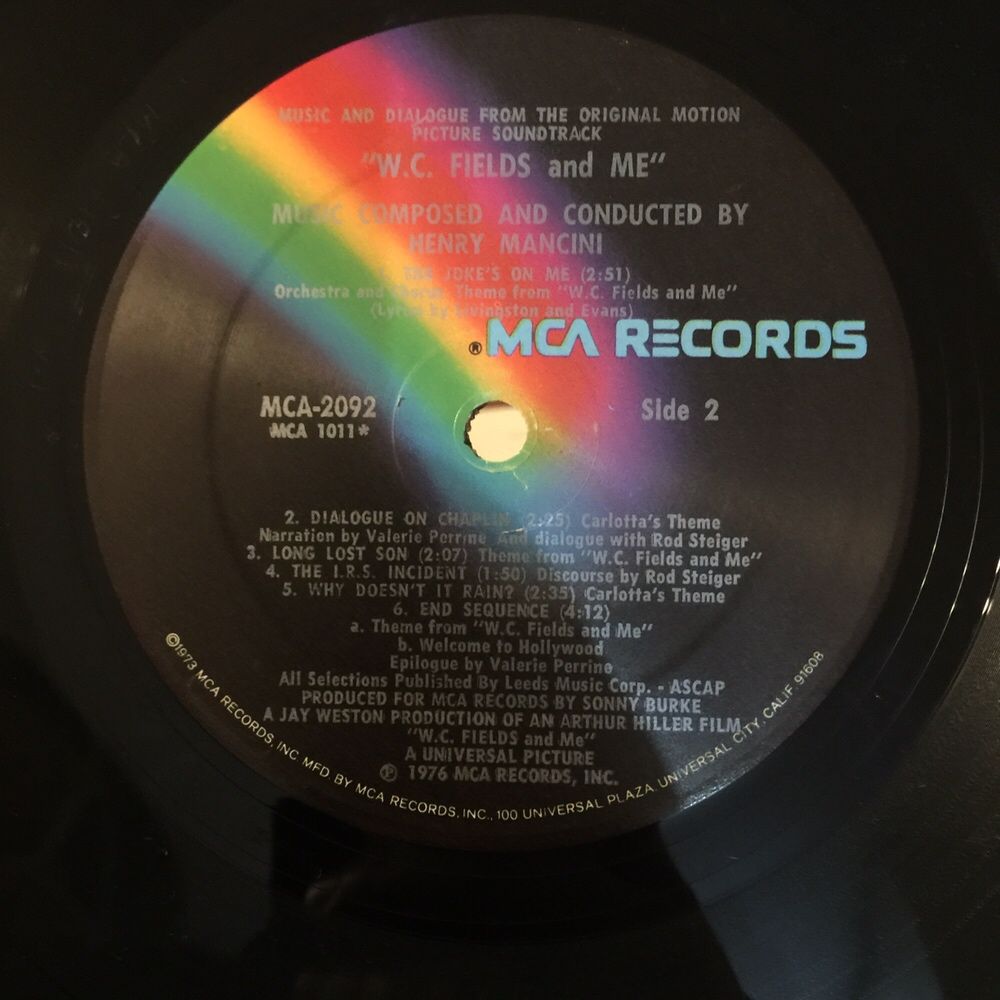 MUSIC AND DIALOGUE FROM THE ORIGINAL MOTION
PICTURE SOUNDTRACK
"W.C. FIELDS and ME"
MUSIC COMPOSED AND CONDUCTED BY
HENRY MANCINI
1. THE JOKE'S ON ME (2:51)
Orchestra and Chorus Theme from "W.C. Fields and Me"
(Lyrics by Livingston and Evans)
® MCA RECORDS
MCA-2092
MCA 1011*
Side 2
2. DIALOGUE ON CHAPLIN (2:25) Carlotta's Theme
Narration by Valerie Perrine And dialogue with Rod Steiger
3. LONG LOST SON (2:07) Theme from "W.C. Fields and Me"
4. THE I.R.S. INCIDENT (1:50) Discourse by Rod Steiger
5. WHY DOESN'T IT RAIN? (2:35) Carlotta's Theme
6. END SEQUENCE (4:12)
a. Theme from "W.C. Fields and Me"
b. Welcome to Hollywood
Epilogue by Valerie Perrine
All Selections Published By Leeds Music Corp. - ASCAP
PRODUCED FOR MCA RECORDS BY SONNY BURKE
A JAY WESTON PRODUCTION OF AN ARTHUR HILLER FILM
"W.C. FIELDS and Me"
A UNIVERSAL PICTURE
℗ 1976 MCA RECORDS, INC.
©1973 MCA RECORDS, INC MFD. BY MCA RECORDS, INC., 100 UNIVERSAL PLAZA, UNIVERSAL CITY, CALIF. 91608